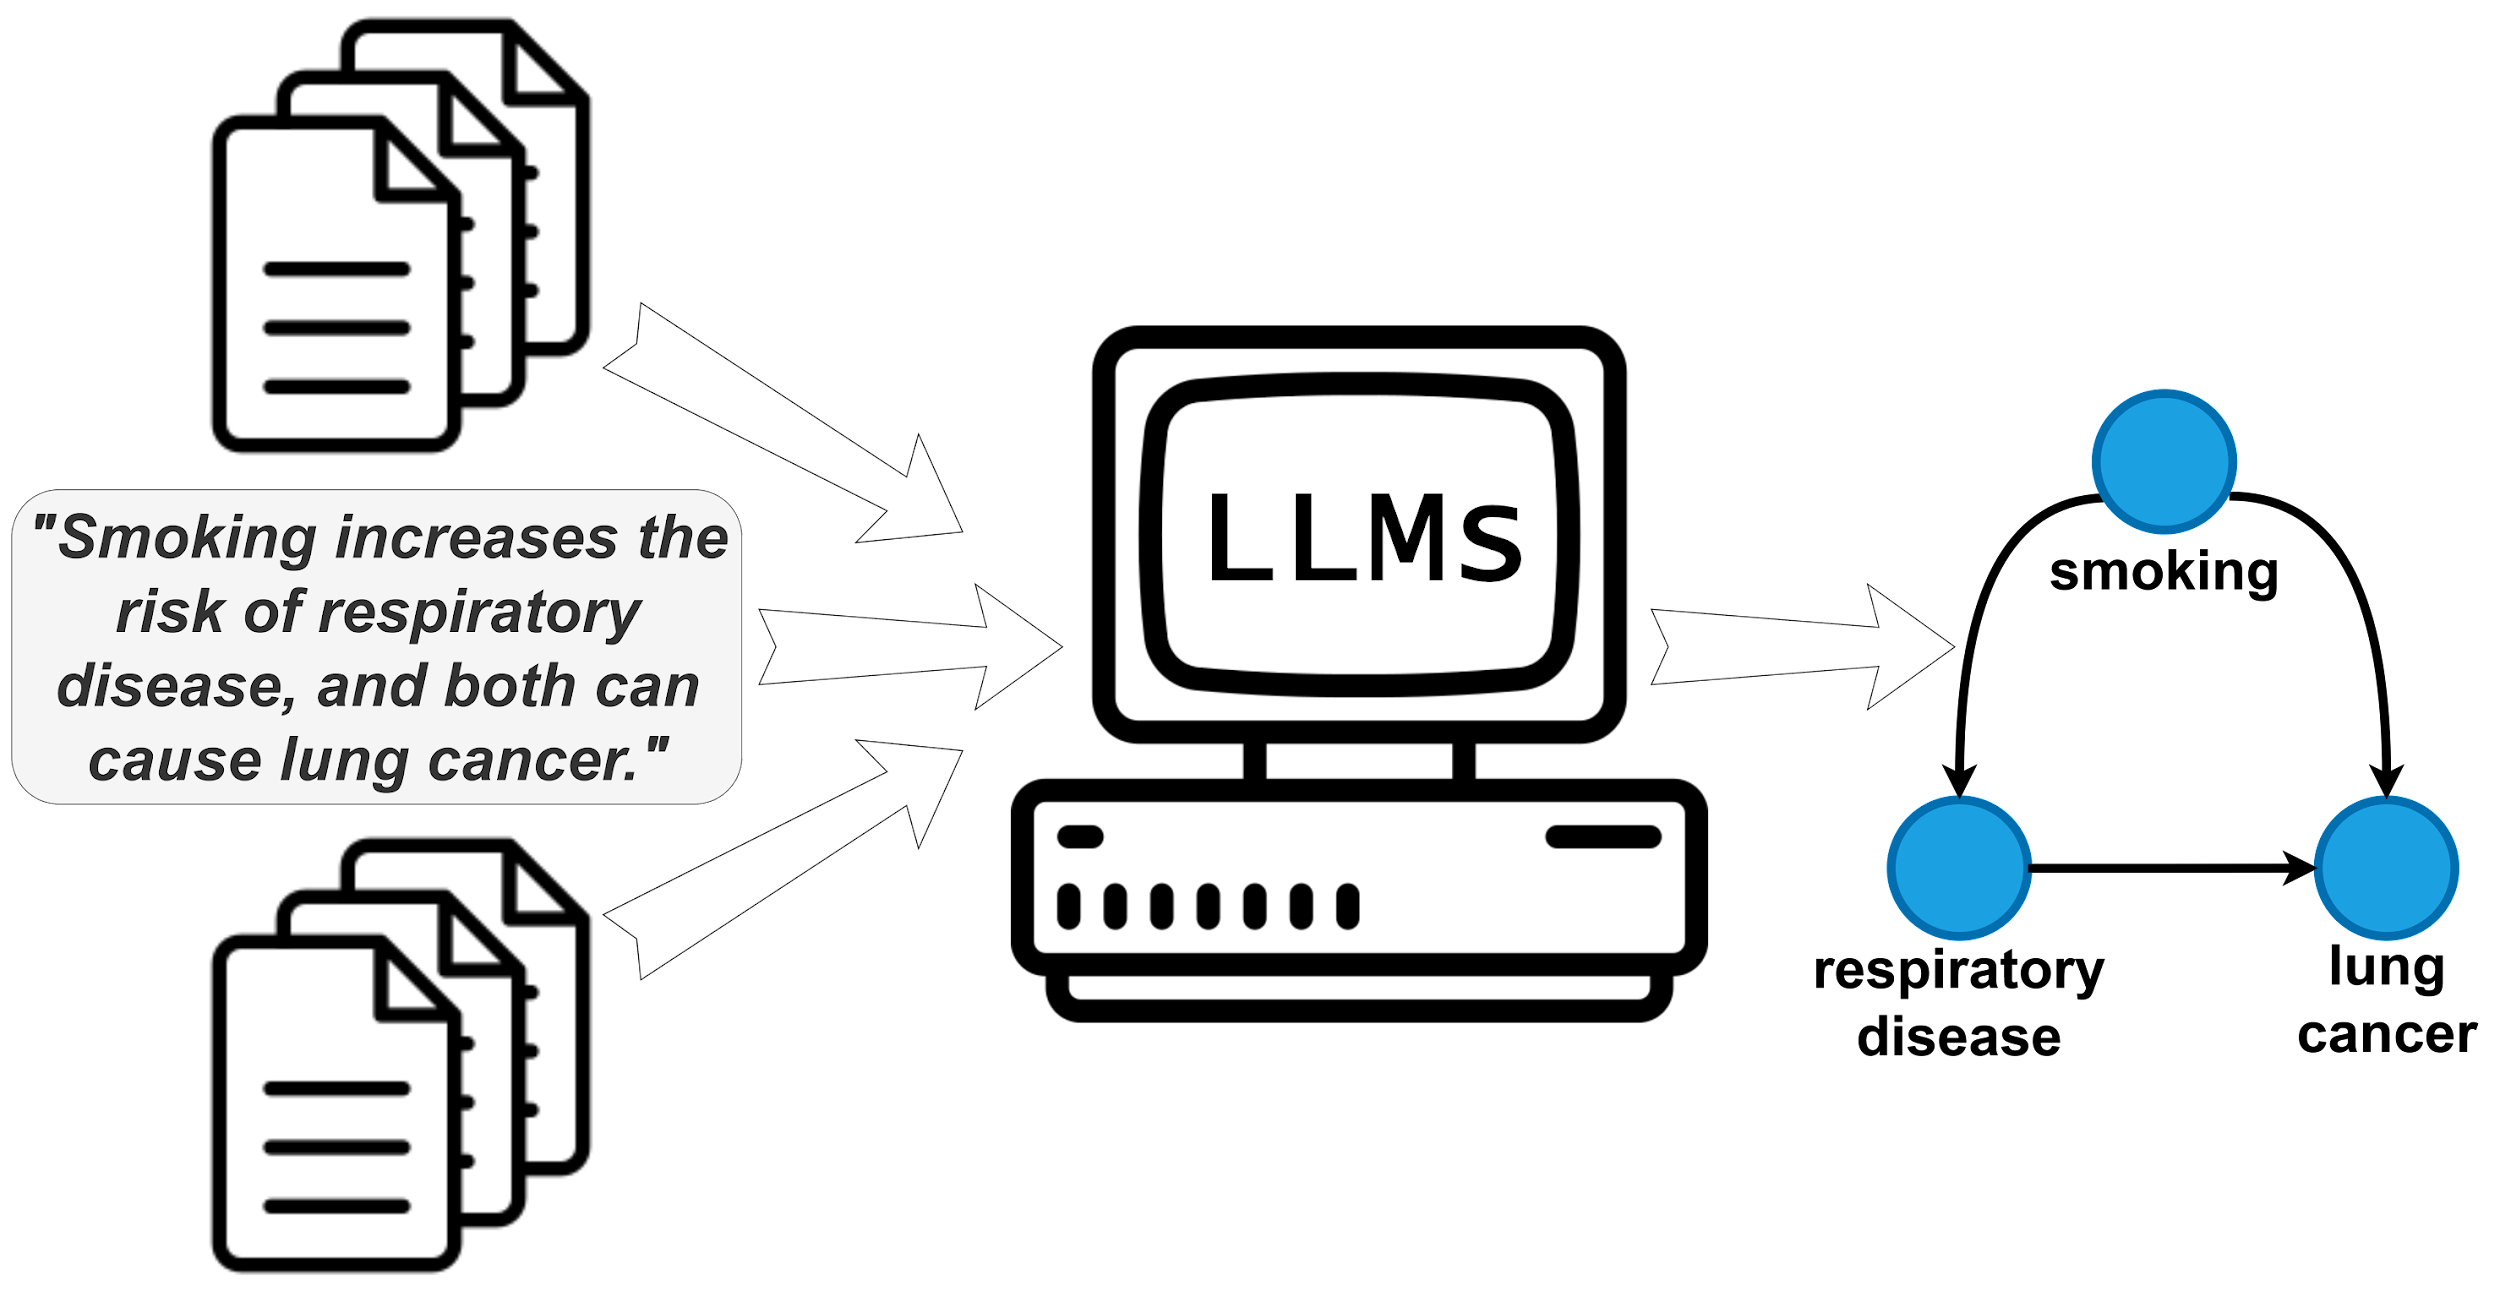 "Smoking increases the
risk of respiratory
disease, and both can
cause lung cancer."
LLMs
smoking
respiratory
disease
lung
cancer